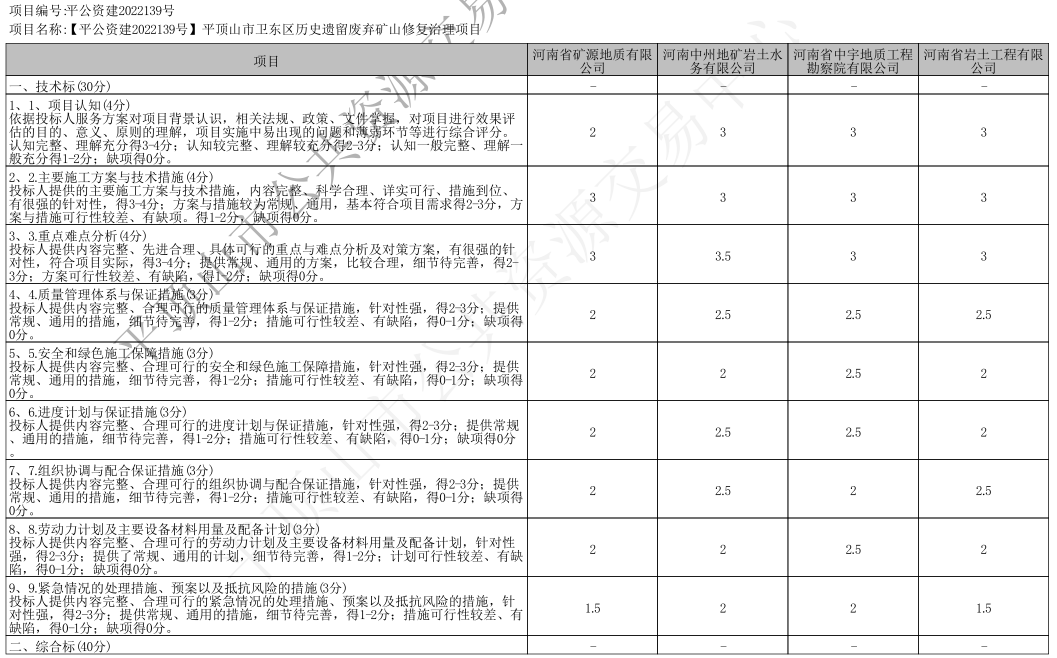 项目编号:平公资建2022139号
项目名称:【平公资建2022139号】平顶山市卫东区历史遗留废弃矿山修复治理项目
项目 河南省矿源地质有限公司 河南中州地矿岩土水务有限公司 河南省中宇地质工程勘察院有限公司 河南省岩土工程有限公司
一、技术标(30分) - - - -
1、1、项目认知(4分)
依据投标人服务方案对项目背景认识，相关法规、政策、文件掌握，对项目进行效果评
估的目的、意义、原则的理解，项目实施中易出现的问题和薄弱环节等进行综合评分。
认知完整、理解充分得3-4分；认知较完整、理解较充分得2-3分；认知一般完整、理解一
般充分得1-2分；缺项得0分。
2 3 3 3
2、2.主要施工方案与技术措施(4分)
投标人提供的主要施工方案与技术措施，内容完整、科学合理、详实可行、措施到位、
有很强的针对性，得3-4分；方案与措施较为常规、通用，基本符合项目需求得2-3分，方
案与措施可行性较差、有缺项。得1-2分，缺项得0分。
3 3 3 3
3、3.重点难点分析(4分)
投标人提供内容完整、先进合理、具体可行的重点与难点分析及对策方案，有很强的针
对性，符合项目实际，得3-4分；提供常规、通用的方案，比较合理，细节待完善，得2-
3分；方案可行性较差、有缺陷，得1-2分；缺项得0分。
3 3.5 3 3
4、4.质量管理体系与保证措施(3分)
投标人提供内容完整、合理可行的质量管理体系与保证措施，针对性强，得2-3分；提供
常规、通用的措施，细节待完善，得1-2分；措施可行性较差、有缺陷，得0-1分；缺项得
0分。
2 2.5 2.5 2.5
5、5.安全和绿色施工保障措施(3分)
投标人提供内容完整、合理可行的安全和绿色施工保障措施，针对性强，得2-3分；提供
常规、通用的措施，细节待完善，得1-2分；措施可行性较差、有缺陷，得0-1分；缺项得
0分。
2 2 2.5 2
6、6.进度计划与保证措施(3分)
投标人提供内容完整、合理可行的进度计划与保证措施，针对性强，得2-3分；提供常规
、通用的措施，细节待完善，得1-2分；措施可行性较差、有缺陷，得0-1分；缺项得0分
。
2 2.5 2.5 2
7、7.组织协调与配合保证措施(3分)
投标人提供内容完整、合理可行的组织协调与配合保证措施，针对性强，得2-3分；提供
常规、通用的措施，细节待完善，得1-2分；措施可行性较差、有缺陷，得0-1分；缺项得
0分。
2 2.5 2 2.5
8、8.劳动力计划及主要设备材料用量及配备计划(3分)
投标人提供内容完整、合理可行的劳动力计划及主要设备材料用量及配备计划，针对性
强，得2-3分；提供了常规、通用的计划，细节待完善，得1-2分；计划可行性较差、有缺
陷，得0-1分；缺项得0分。
2 2 2.5 2
9、9.紧急情况的处理措施、预案以及抵抗风险的措施(3分)
投标人提供内容完整、合理可行的紧急情况的处理措施、预案以及抵抗风险的措施，针
对性强，得2-3分；提供常规、通用的措施，细节待完善，得1-2分；措施可行性较差、有
缺陷，得0-1分；缺项得0分。
1.5 2 2 1.5
二、综合标(40分) - - - -
平顶山市公共资源交易
平顶山市公共资源交易中心